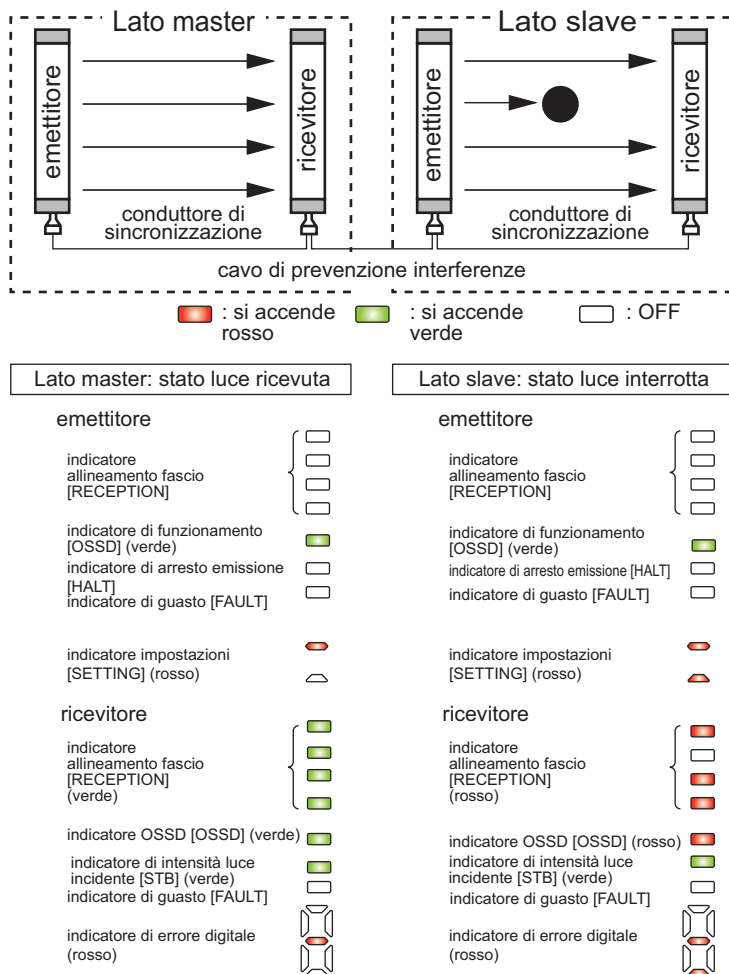 Lato master
emettitore
ricevitore
conduttore di
sincronizzazione
Lato slave
emettitore
ricevitore
conduttore di
sincronizzazione
cavo di prevenzione interferenze
: si accende
rosso
: si accende
verde
: OFF
Lato master: stato luce ricevuta
emettitore
indicatore
allineamento fascio
[RECEPTION]
indicatore di funzionamento
[OSSD] (verde)
indicatore di arresto emissione
[HALT]
indicatore di guasto [FAULT]
indicatore impostazioni
[SETTING] (rosso)
ricevitore
indicatore
allineamento fascio
[RECEPTION]
(verde)
indicatore OSSD [OSSD] (verde)
indicatore di intensità luce
incidente [STB] (verde)
indicatore di guasto [FAULT]
indicatore di errore digitale
(rosso)
Lato slave: stato luce interrotta
emettitore
indicatore
allineamento fascio
[RECEPTION]
indicatore di funzionamento
[OSSD] (verde)
indicatore di arresto emissione [HALT]
indicatore di guasto [FAULT]
indicatore impostazioni
[SETTING] (rosso)
ricevitore
indicatore
allineamento fascio
[RECEPTION]
(rosso)
indicatore OSSD [OSSD] (rosso)
indicatore di intensità luce
incidente [STB] (verde)
indicatore di guasto [FAULT]
indicatore di errore digitale
(rosso)